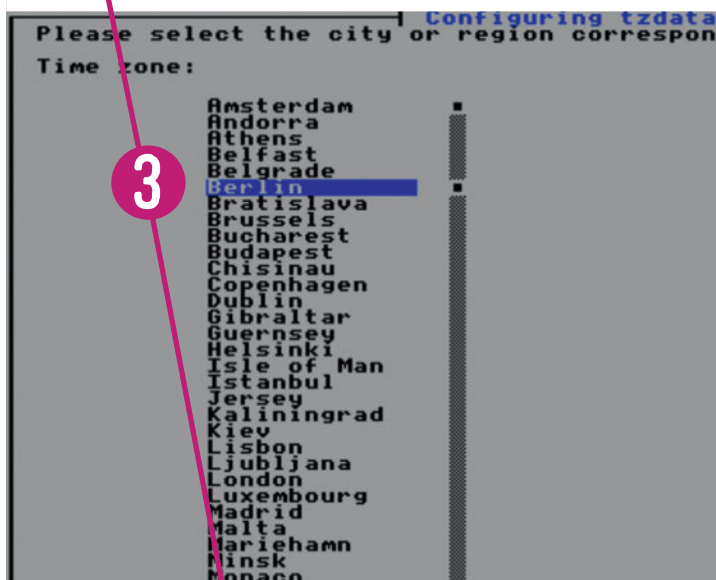 Configuring tzdata
Please select the city or region correspon
Time zone:
Amsterdam
Andorra
Athens
Belfast
Belgrade
3
Berlin
Bratislava
Brussels
Bucharest
Budapest
Chisinau
Copenhagen
Dublin
Gibraltar
Guernsey
Helsinki
Isle of Man
Istanbul
Jersey
Kaliningrad
Kiev
Lisbon
Ljubljana
London
Luxembourg
Madrid
Malta
Mariehamn
Minsk
Monaco